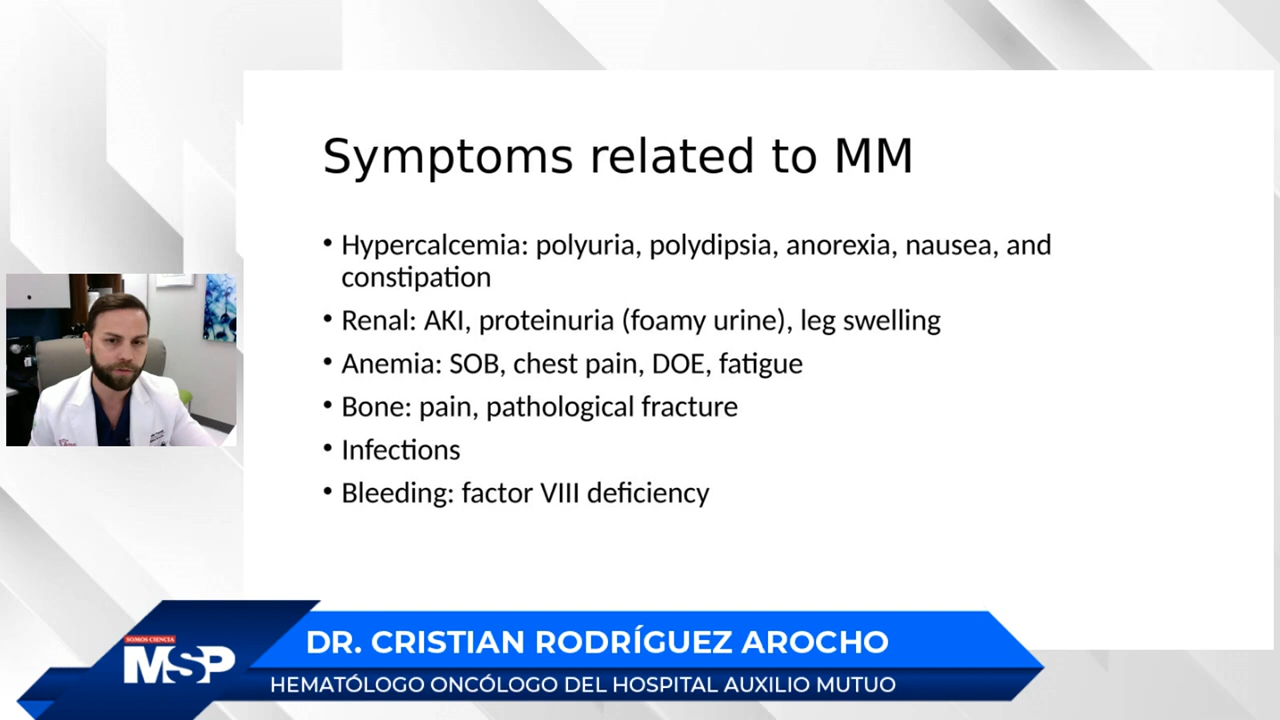 Symptoms related to MM
• Hypercalcemia: polyuria, polydipsia, anorexia, nausea, and
constipation
• Renal: AKI, proteinuria (foamy urine), leg swelling
• Anemia: SOB, chest pain, DOE, fatigue
• Bone: pain, pathological fracture
• Infections
• Bleeding: factor VIII deficiency
DR. CRISTIAN RODRÍGUEZ AROCHO
SOMOS CIENCIA
MSP
HEMATÓLOGO ONCÓLOGO DEL HOSPITAL AUXILIO MUTUO